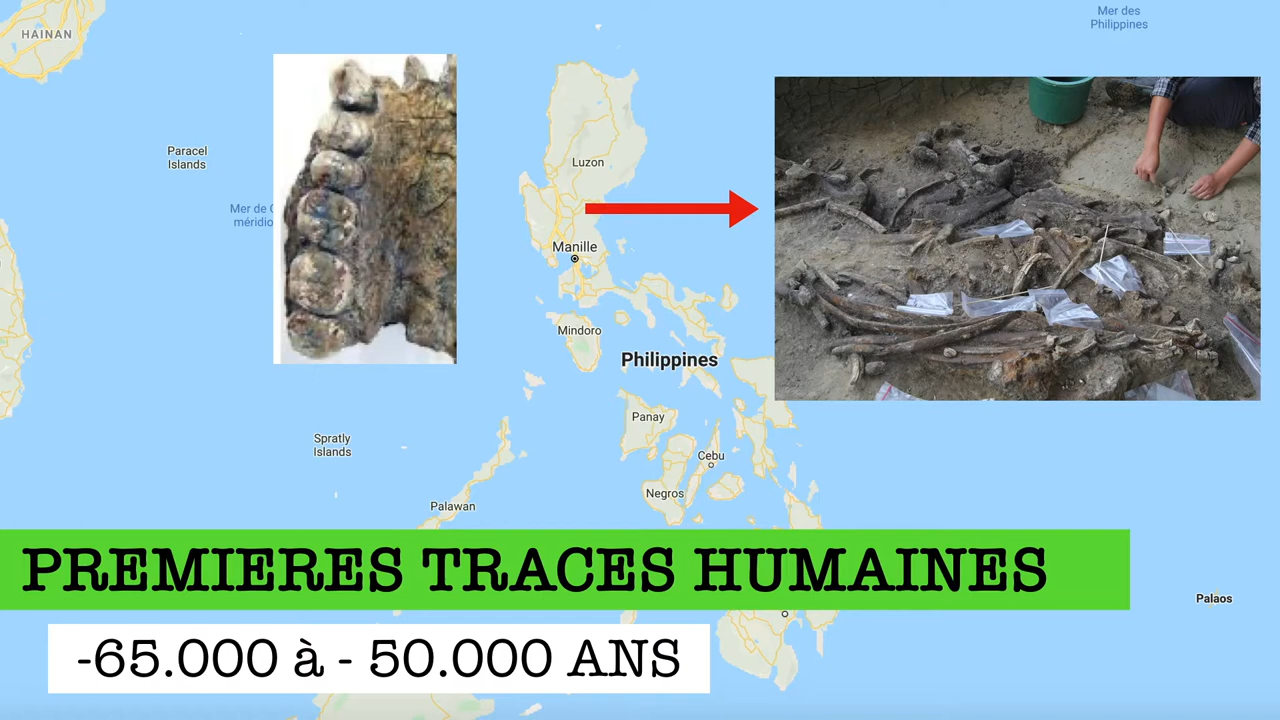 Mer des
Philippines
HAINAN
Paracel
Islands
Luzon
Mer de
méridio
Manille
Mindoro
Philippines
Panay
Spratly
Islands
Cebu
Negros
Palawan
PREMIERES TRACES HUMAINES
Palaos
-65.000 à - 50.000 ANS